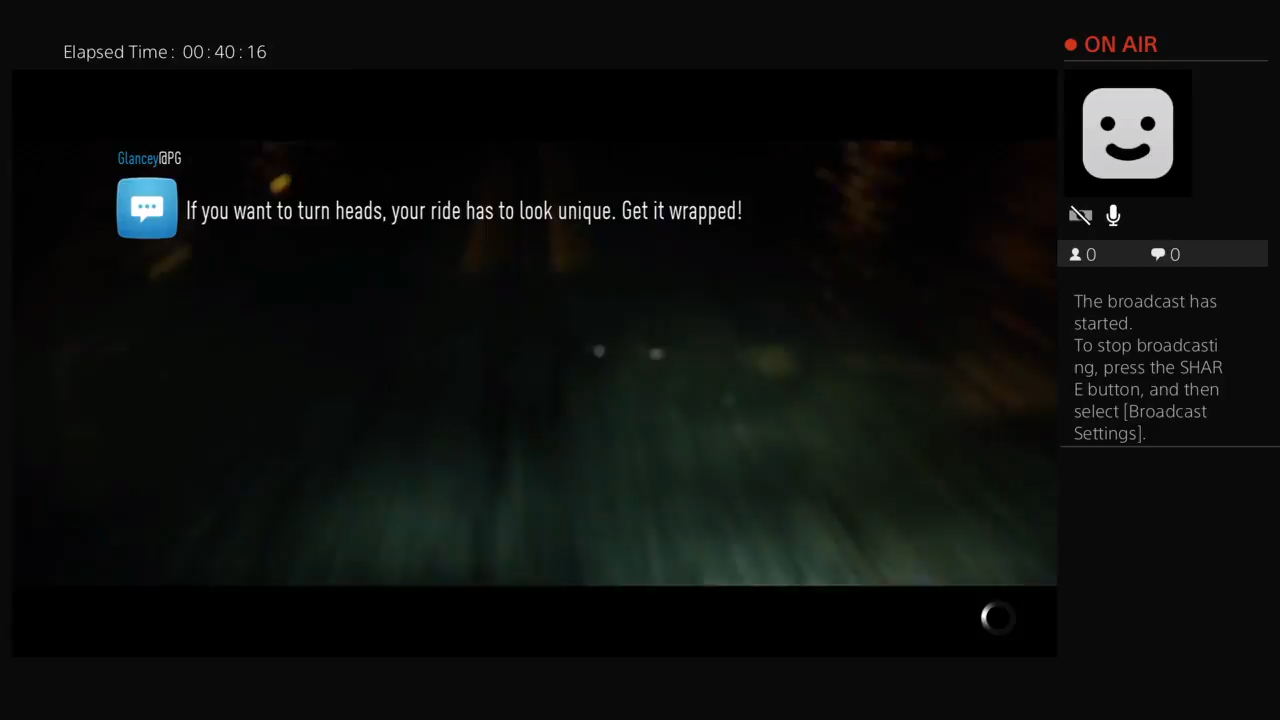 Elapsed Time: 00:40:16
ON AIR
Glancey@PG
If you want to turn heads, your ride has to look unique. Get it wrapped!
0 0
The broadcast has
started.
To stop broadcasti
ng, press the SHAR
E button, and then
select [Broadcast
Settings].